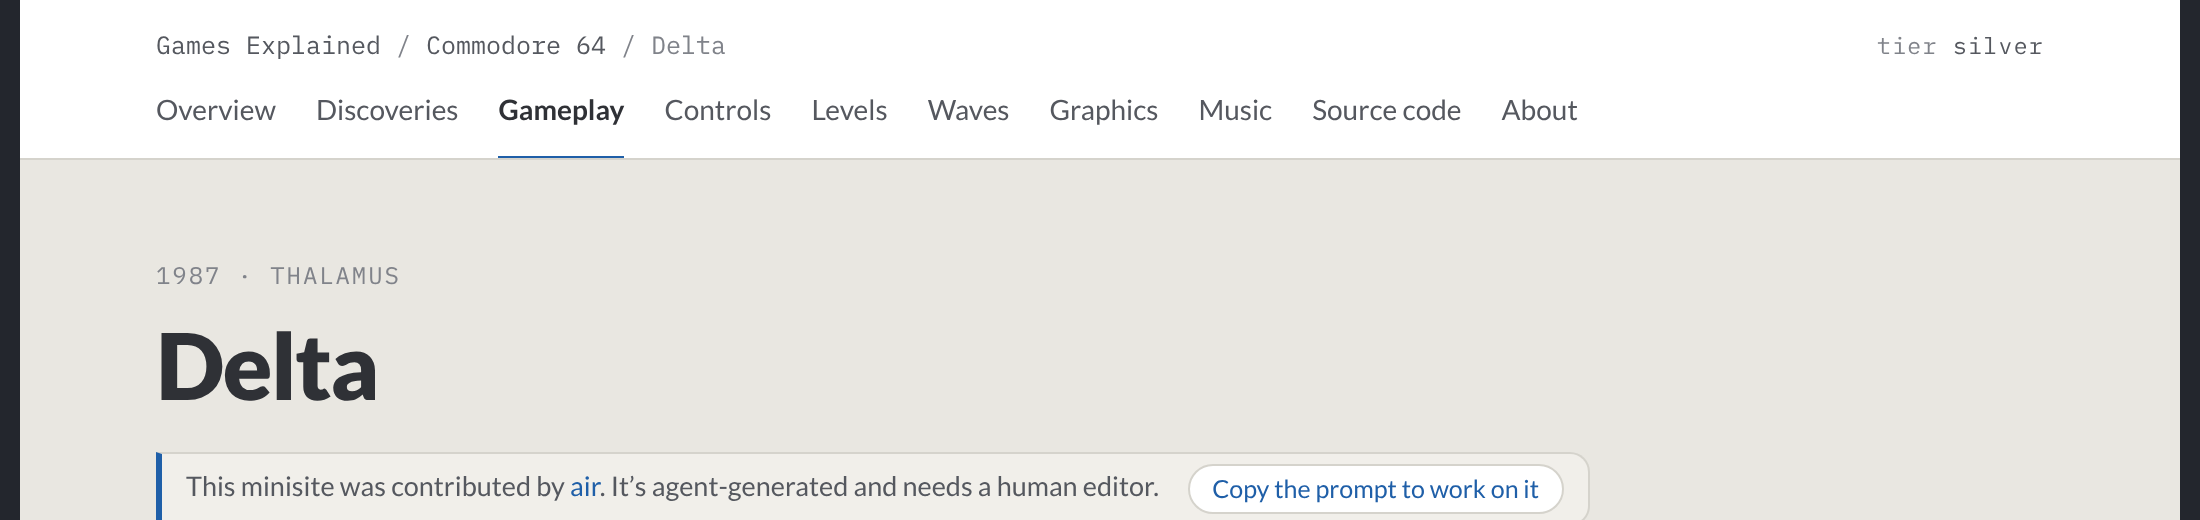 Games Explained / Commodore 64 / Delta
tier silver
Overview Discoveries Gameplay Controls Levels Waves Graphics Music Source code About
1987 · THALAMUS
Delta
This minisite was contributed by air. It’s agent-generated and needs a human editor. Copy the prompt to work on it